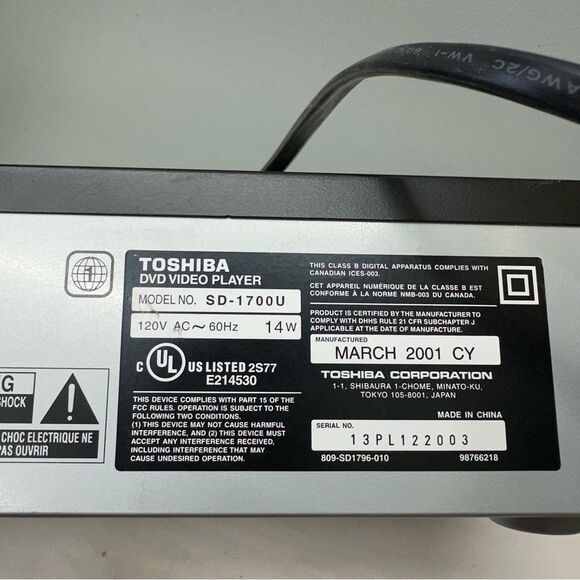 AWG/2C VW-1 60°C
1
TOSHIBA
DVD VIDEO PLAYER
MODEL NO. SD-1700U
120V AC～ 60Hz 14W
C UL US LISTED 2S77
E214530
THIS DEVICE COMPLIES WITH PART 15 OF THE
FCC RULES. OPERATION IS SUBJECT TO THE
FOLLOWING TWO CONDITIONS.
(1) THIS DEVICE MAY NOT CAUSE HARMFUL
INTERFERENCE, AND (2) THIS DEVICE MUST
ACCEPT ANY INTERFERENCE RECEIVED,
INCLUDING INTERFERENCE THAT MAY
CAUSE UNDESIRED OPERATION.
THIS CLASS B DIGITAL APPARATUS COMPLIES WITH
CANADIAN ICES-003.
CET APPAREIL NUMÉRIQUE DE LA CLASSE B EST
CONFORME À LA NORME NMB-003 DU CANADA.
PRODUCT IS CERTIFIED BY THE MANUFACTURER TO
COMPLY WITH DHHS RULE 21 CFR SUBCHAPTER J
APPLICABLE AT THE DATE OF MANUFACTURE.
MANUFACTURED
MARCH 2001 CY
TOSHIBA CORPORATION
1-1, SHIBAURA 1-CHOME, MINATO-KU,
TOKYO 105-8001, JAPAN
MADE IN CHINA
SERIAL NO.
13PL122003
809-SD1796-010 98766218
G
SHOCK
CHOC ELECTRIQUE NE
PAS OUVRIR